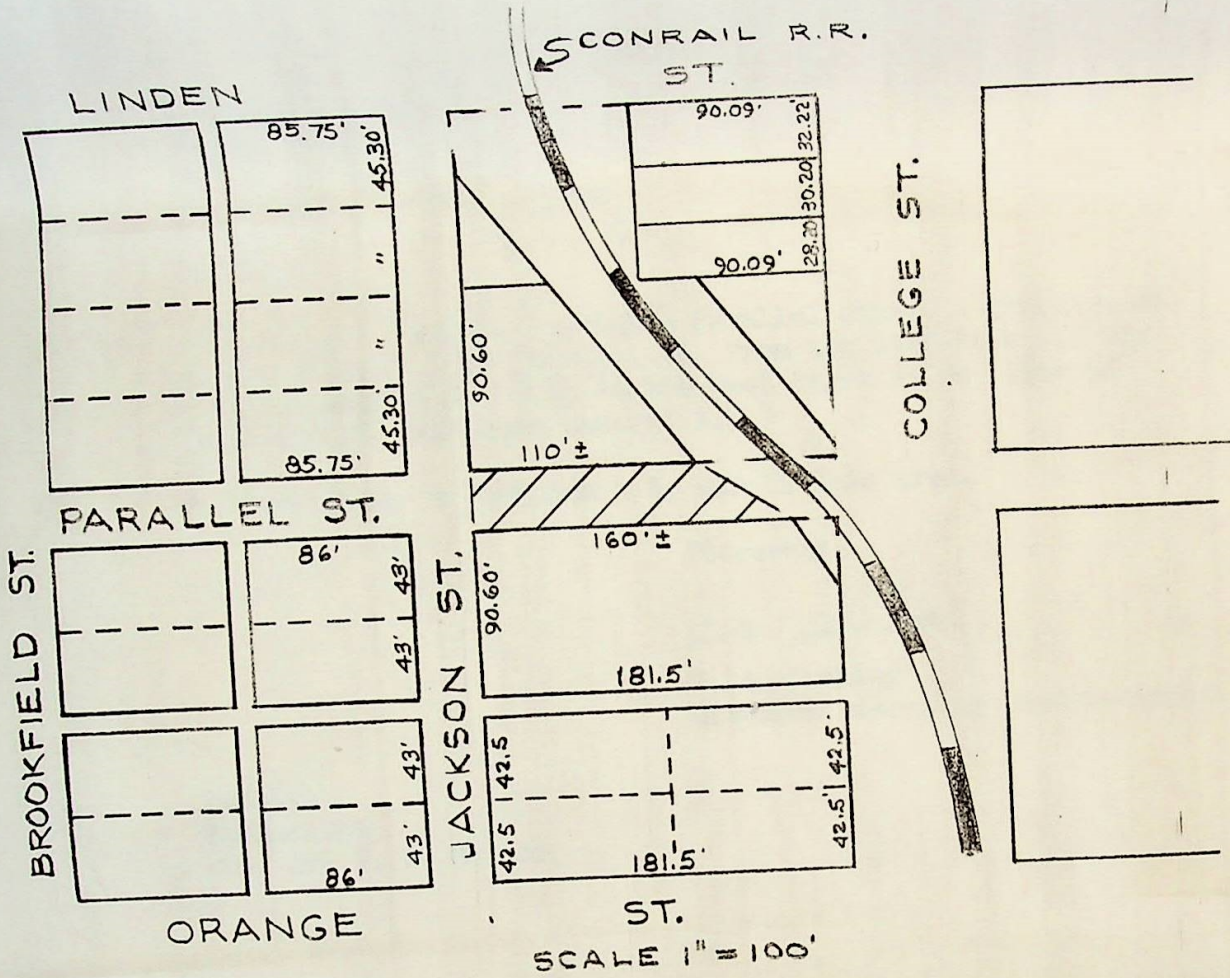 CONRAIL R.R.
LINDEN
ST.
85.75'
45.30'
"
"
45.30'
85.75'
90.09'
32.22'
30.20
28.20
90.09'
COLLEGE ST.
90.60'
110'±
PARALLEL ST.
160'±
90.60'
181.5'
BROOKFIELD ST.
86'
43'
43'
JACKSON ST.
43'
43'
86'
42.5
42.5
42.5'
42.5'
181.5'
ORANGE
ST.
SCALE 1" = 100'